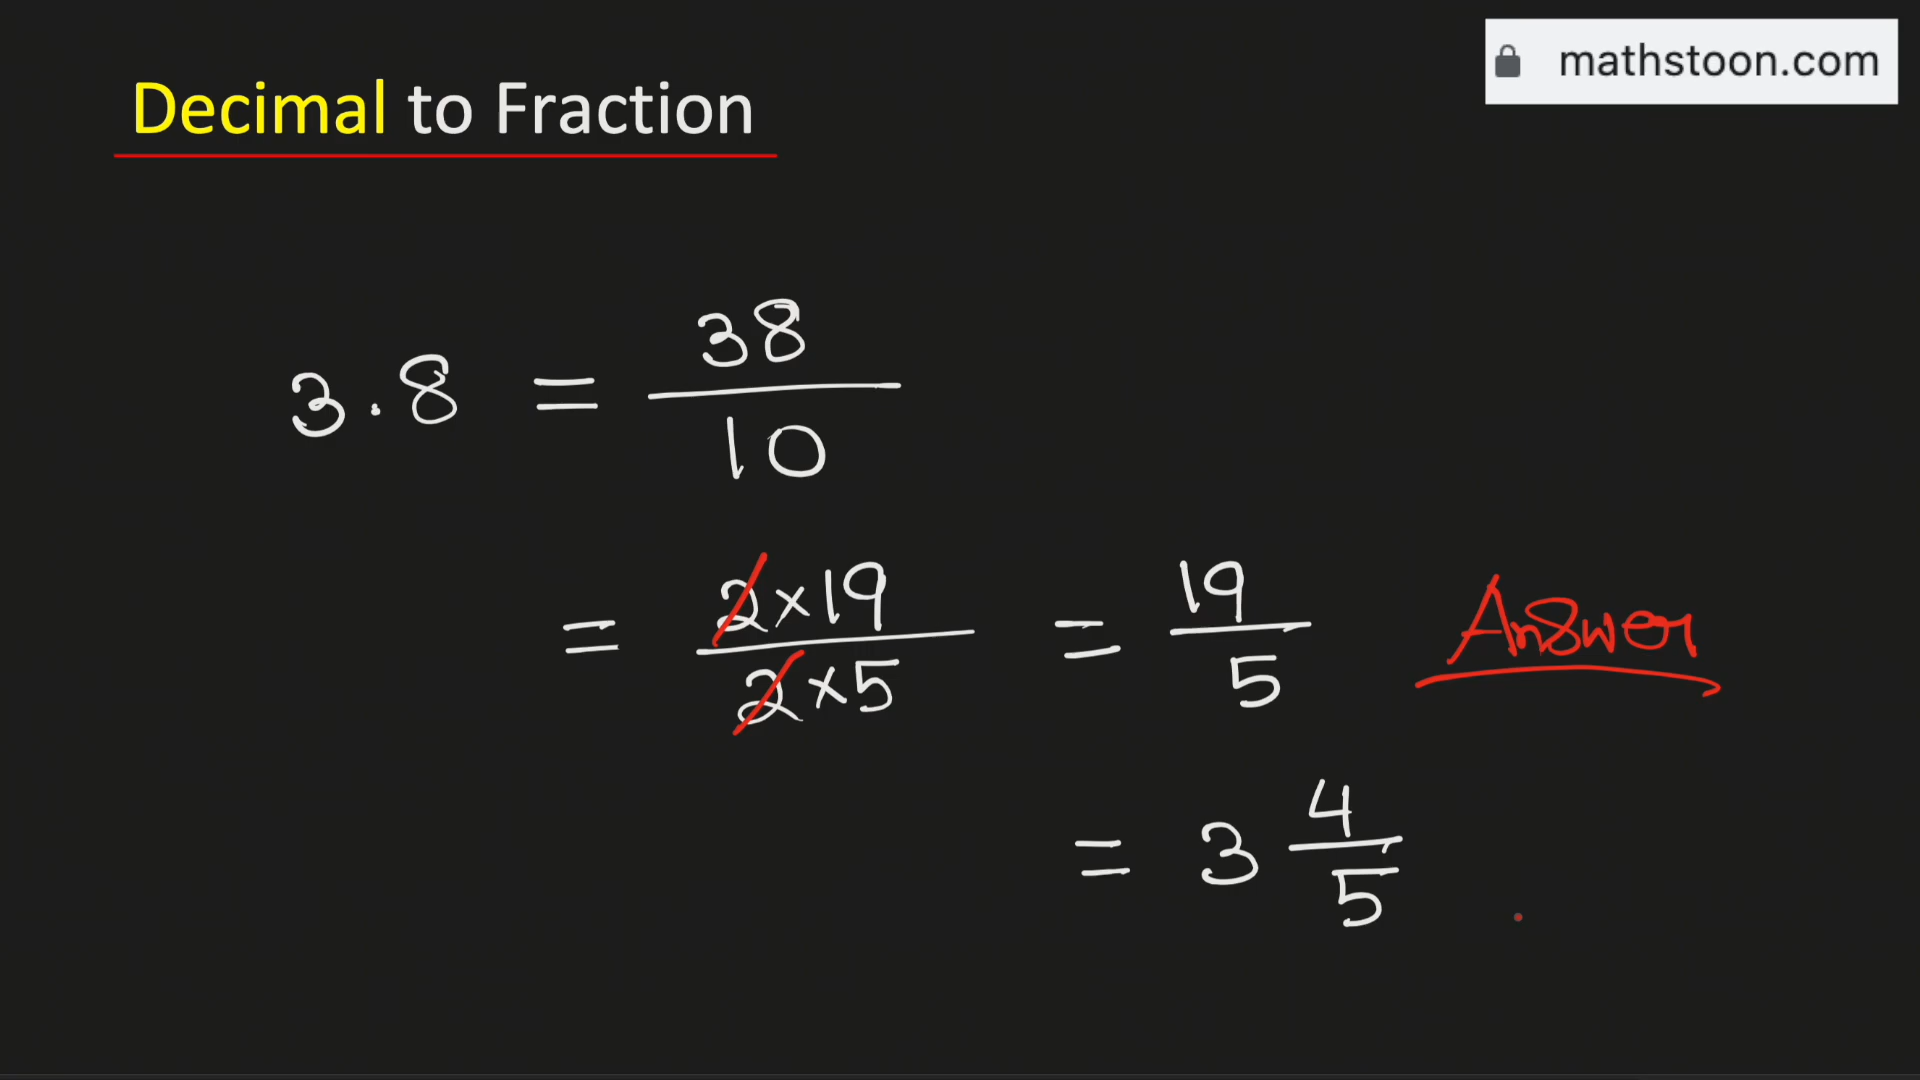 mathstoon.com
Decimal to Fraction
3.8 = 38/10
= 2×19/2×5 = 19/5 Answer
= 3 4/5